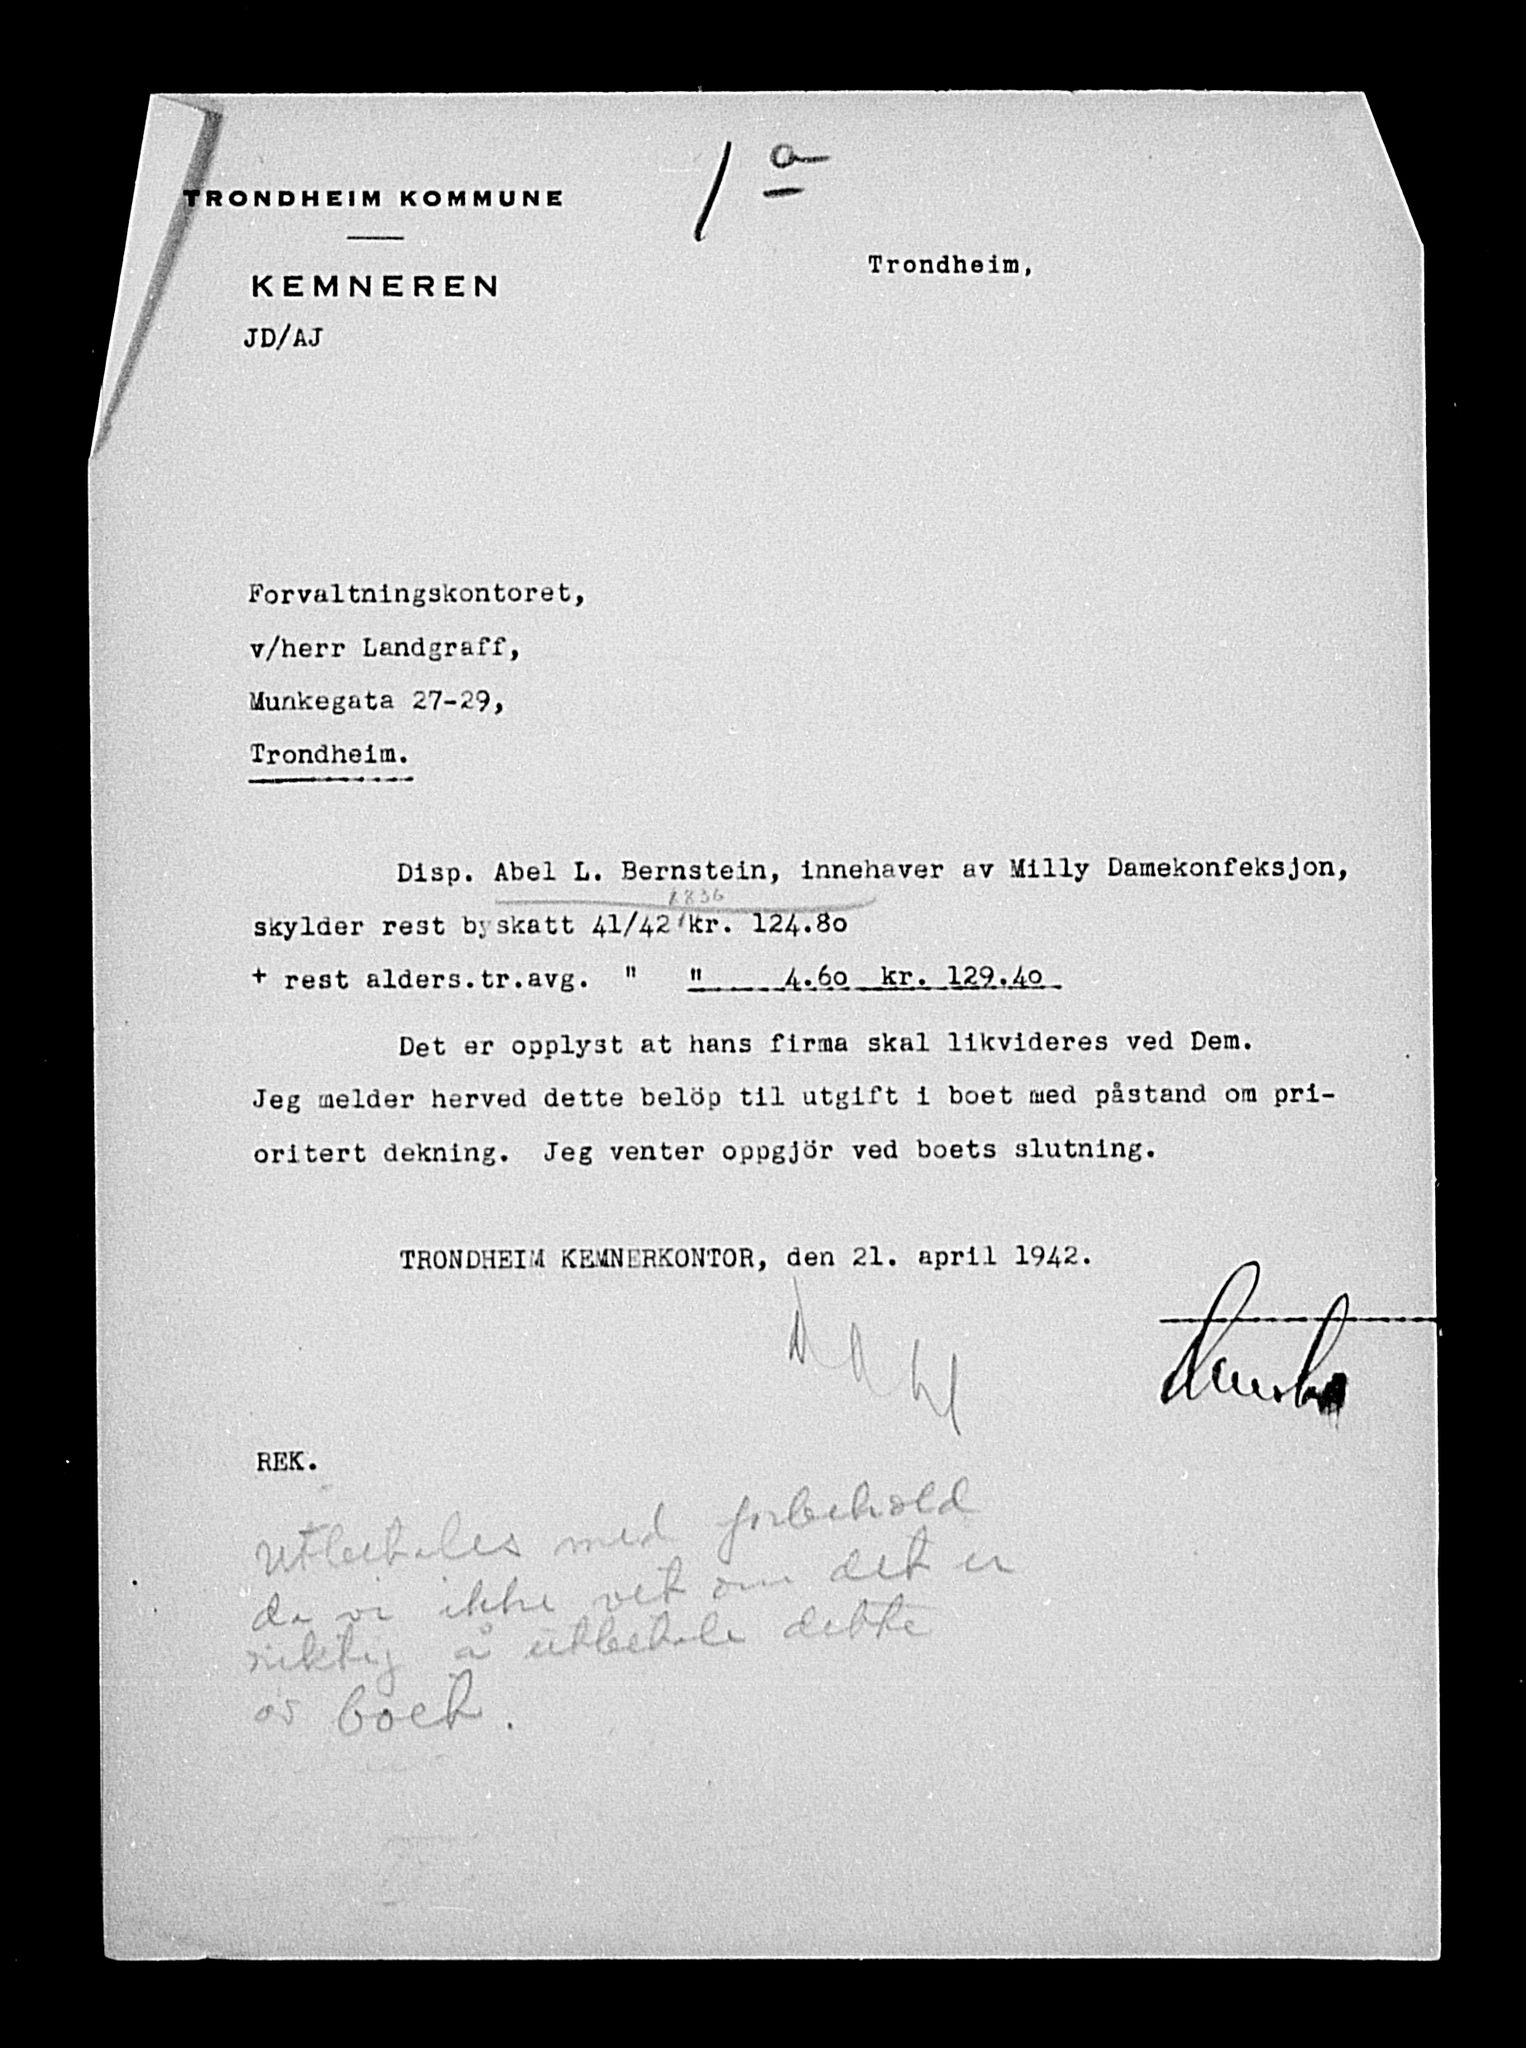 1 a
TRONDHEIM KOMMUNE
KEMNEREN
Trondheim,
JD/AJ
Forvaltningskontoret,
v/herr Landgraff,
Munkegata 27-29,
Trondheim.
Disp. Abel L. Bernstein, innehaver av Milly Damekonfeksjon,
1836
skylder rest byskatt 41/42 kr. 124.80
+ rest alders.tr.avg. " " 4.60 kr. 129.40
Det er opplyst at hans firma skal likvideres ved Dem.
Jeg melder herved dette belöp til utgift i boet med påstand om pri-
oritert dekning. Jeg venter oppgjör ved boets slutning.
TRONDHEIM KEMNERKONTOR, den 21. april 1942.
REK.
Utbetales med forbehold
da vi ikke vet om det er
riktig å utbetale dette
av boet.